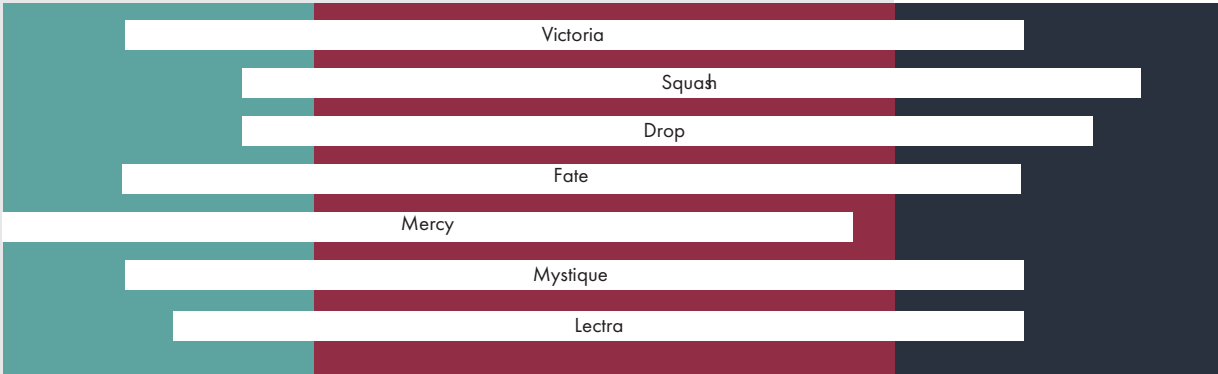 Victoria
Squash
Drop
Fate
Mercy
Mystique
Lectra